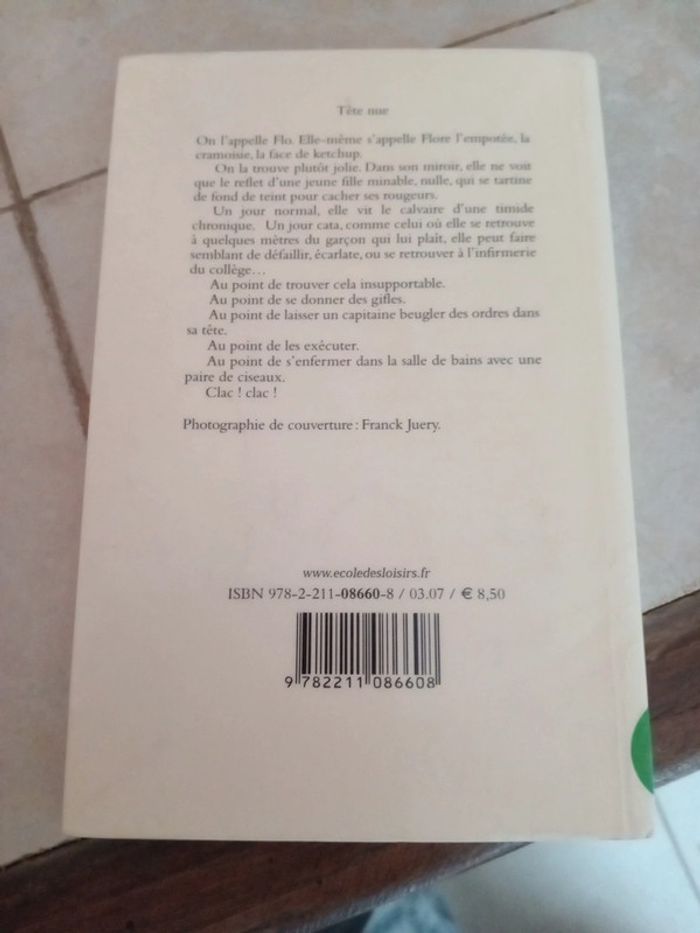 Tête nue
On l'appelle Flo. Elle-même s'appelle Flore l'empotée, la
cramoisie, la face de ketchup.
On la trouve plutôt jolie. Dans son miroir, elle ne voit
que le reflet d'une jeune fille minable, nulle, qui se tartine
de fond de teint pour cacher ses rougeurs.
Un jour normal, elle vit le calvaire d'une timide
chronique. Un jour cata, comme celui où elle se retrouve
à quelques mètres du garçon qui lui plaît, elle peut faire
semblant de défaillir, écarlate, ou se retrouver à l'infirmerie
du collège...
Au point de trouver cela insupportable.
Au point de se donner des gifles.
Au point de laisser un capitaine beugler des ordres dans
sa tête.
Au point de les exécuter.
Au point de s'enfermer dans la salle de bains avec une
paire de ciseaux.
Clac ! clac !
Photographie de couverture : Franck Juery.
www.ecoledesloisirs.fr
ISBN 978-2-211-08660-8 / 03.07 / € 8,50
9 782211 086608